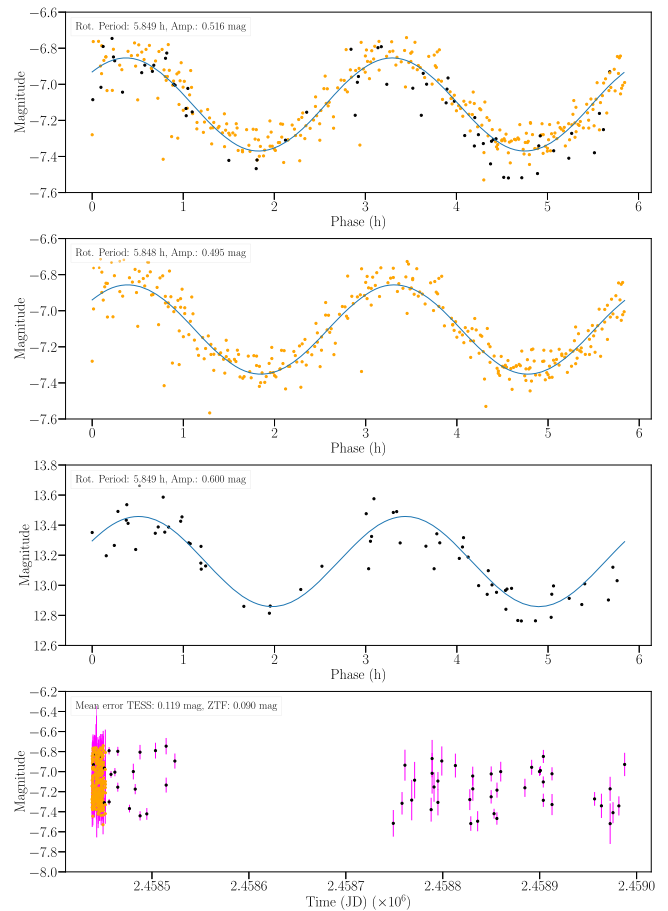 −6.6
Rot. Period: 5.849 h, Amp.: 0.516 mag
−6.8
−7.0
−7.2
−7.4
−7.6
Magnitude
0 1 2 3 4 5 6
Phase (h)
−6.6
Rot. Period: 5.848 h, Amp.: 0.495 mag
−6.8
−7.0
−7.2
−7.4
−7.6
Magnitude
0 1 2 3 4 5 6
Phase (h)
13.8
Rot. Period: 5.849 h, Amp.: 0.600 mag
13.6
13.4
13.2
13.0
12.8
12.6
Magnitude
0 1 2 3 4 5 6
Phase (h)
−6.2
Mean error TESS: 0.119 mag, ZTF: 0.090 mag
−6.4
−6.6
−6.8
−7.0
−7.2
−7.4
−7.6
−7.8
−8.0
Magnitude
2.4585 2.4586 2.4587 2.4588 2.4589 2.4590
Time (JD) (×10⁶)